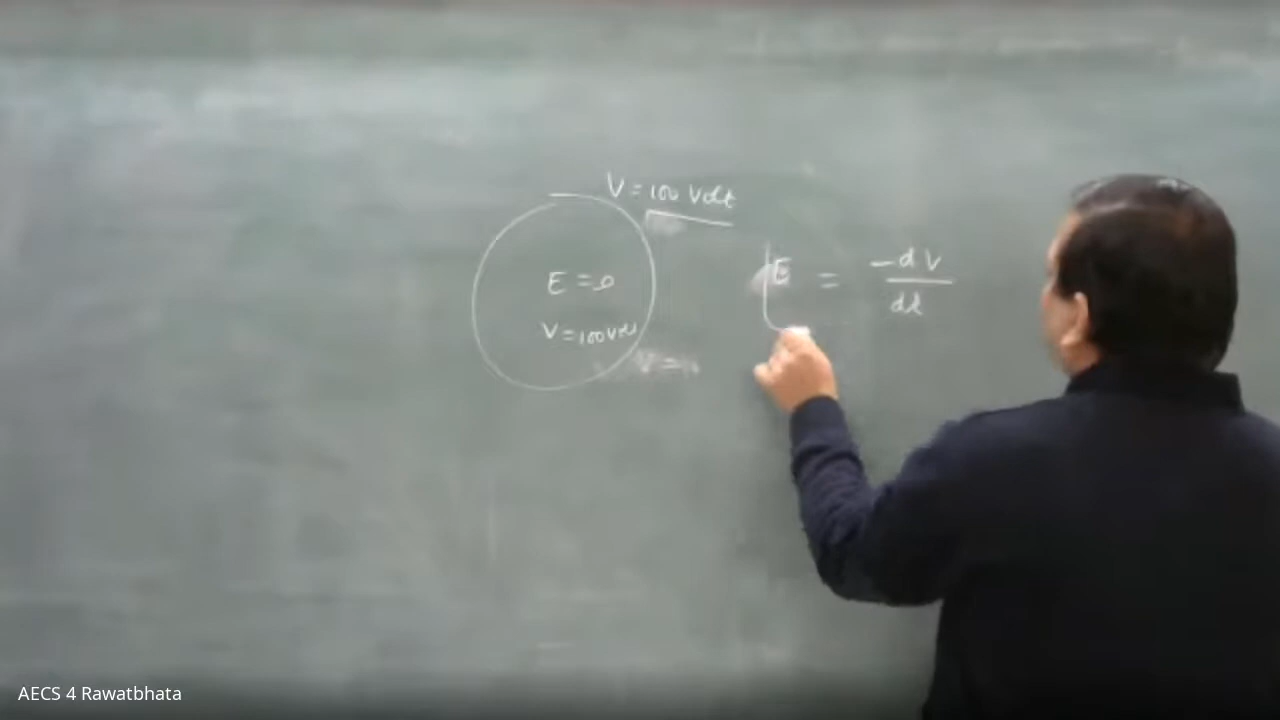 V = 100 Volt
E = 0
V = 100 Volt
E = -dV
dl
AECS 4 Rawatbhata